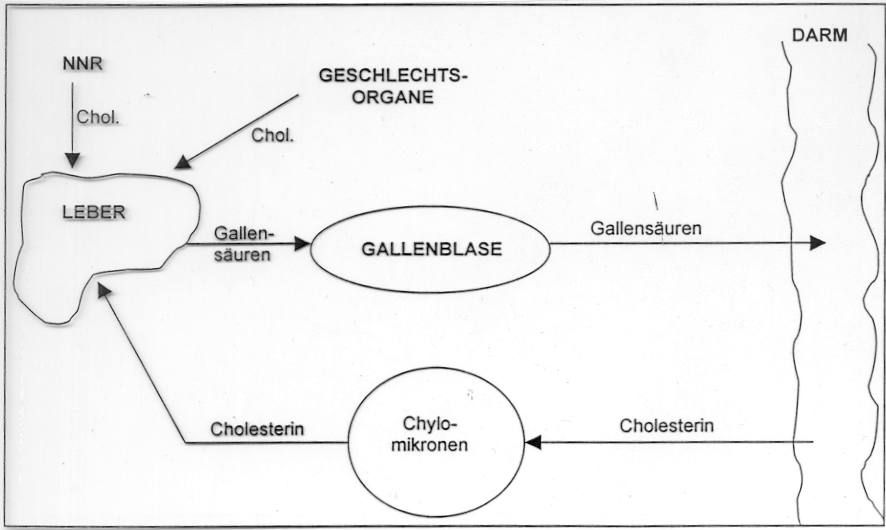 DARM
NNR
GESCHLECHTS-
ORGANE
Chol.
Chol.
LEBER
Gallen-
säuren
GALLENBLASE
Gallensäuren
Cholesterin
Chylo-
mikronen
Cholesterin